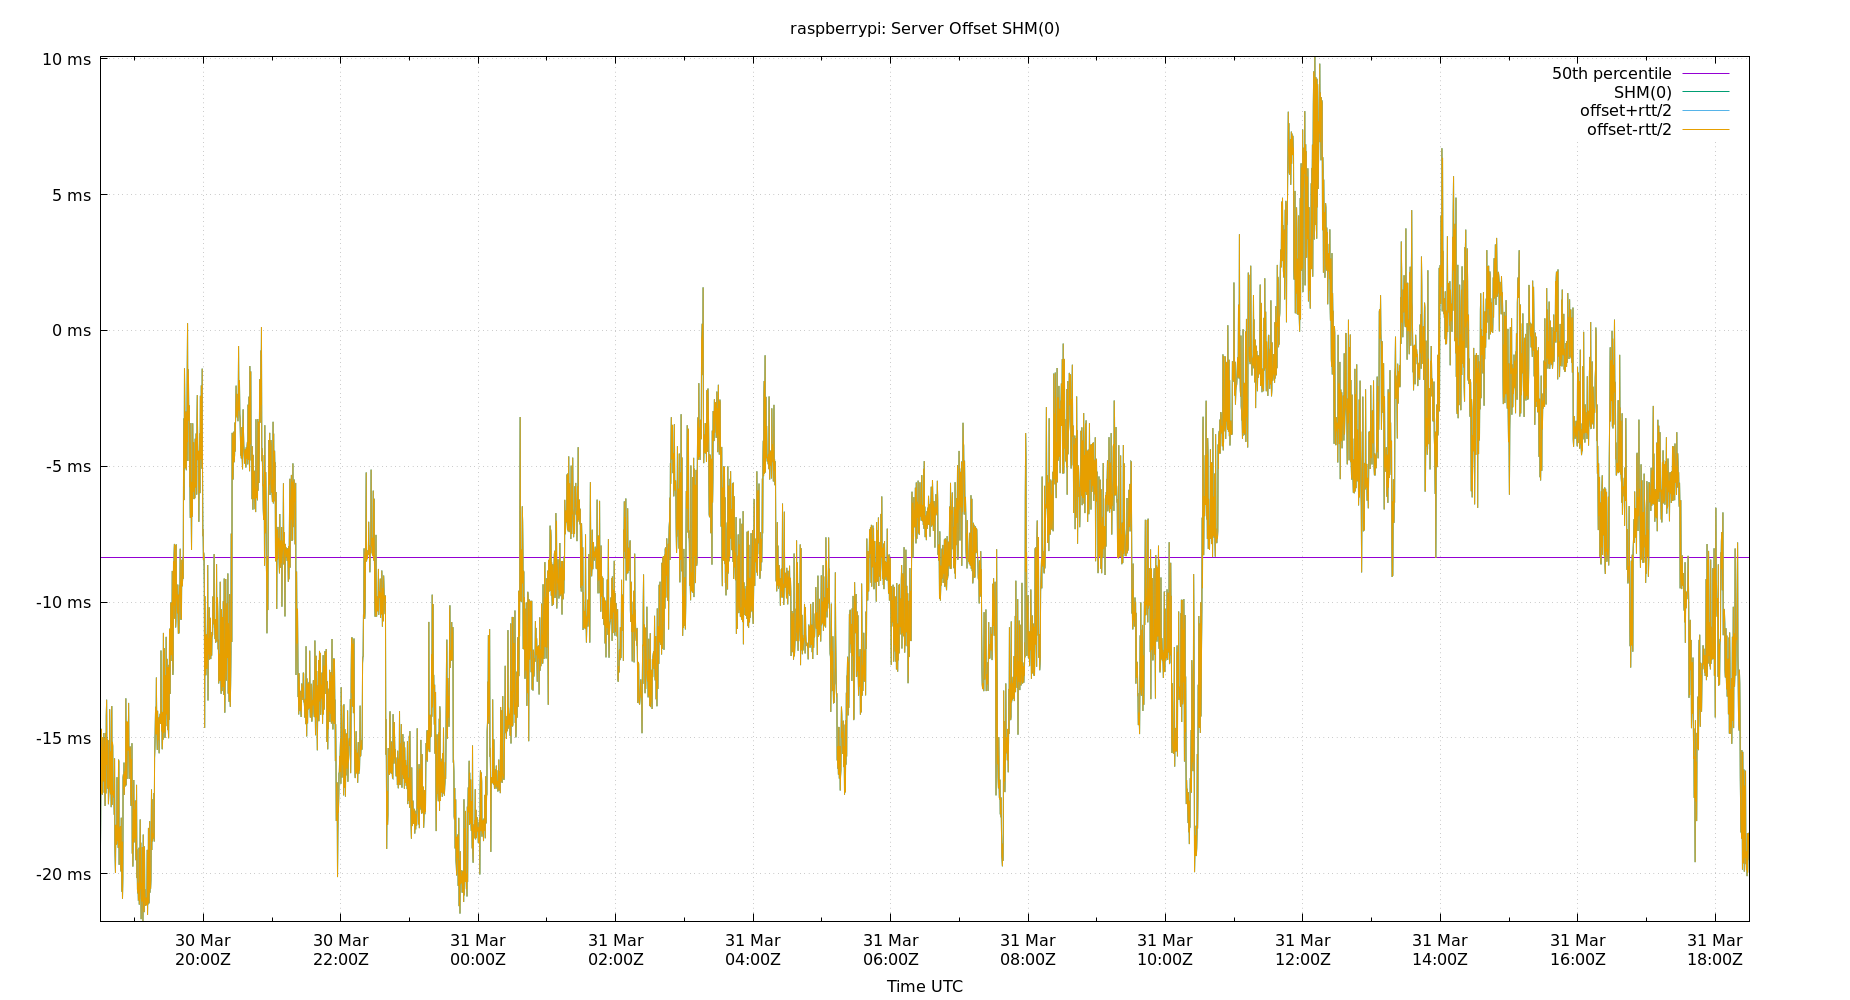 raspberrypi: Server Offset SHM(0)
10 ms
5 ms
0 ms
-5 ms
-10 ms
-15 ms
-20 ms
50th percentile
SHM(0)
offset+rtt/2
offset-rtt/2
30 Mar 30 Mar 31 Mar 31 Mar 31 Mar 31 Mar 31 Mar 31 Mar 31 Mar 31 Mar 31 Mar 31 Mar
20:00Z 22:00Z 00:00Z 02:00Z 04:00Z 06:00Z 08:00Z 10:00Z 12:00Z 14:00Z 16:00Z 18:00Z
Time UTC